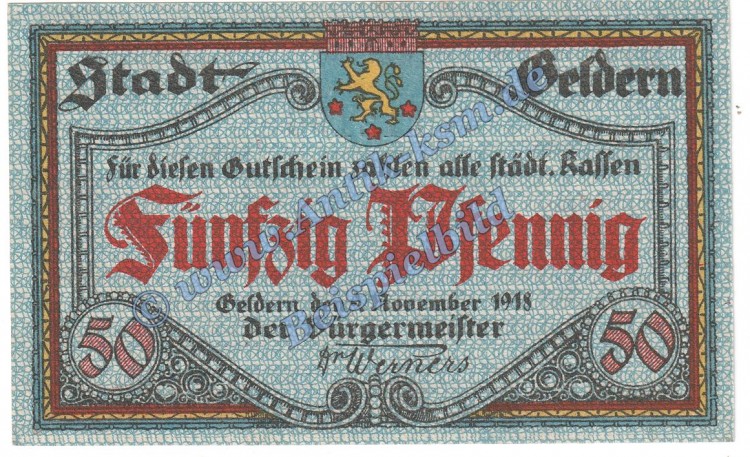 Stadt Geldern
Für diesen Gutschein zahlen alle städt. Kassen
Fünfzig Pfennig
Geldern den November 1918
Der Bürgermeister
Dr Werners
50 50
© www.Antik-ksm.de
Beispielbild